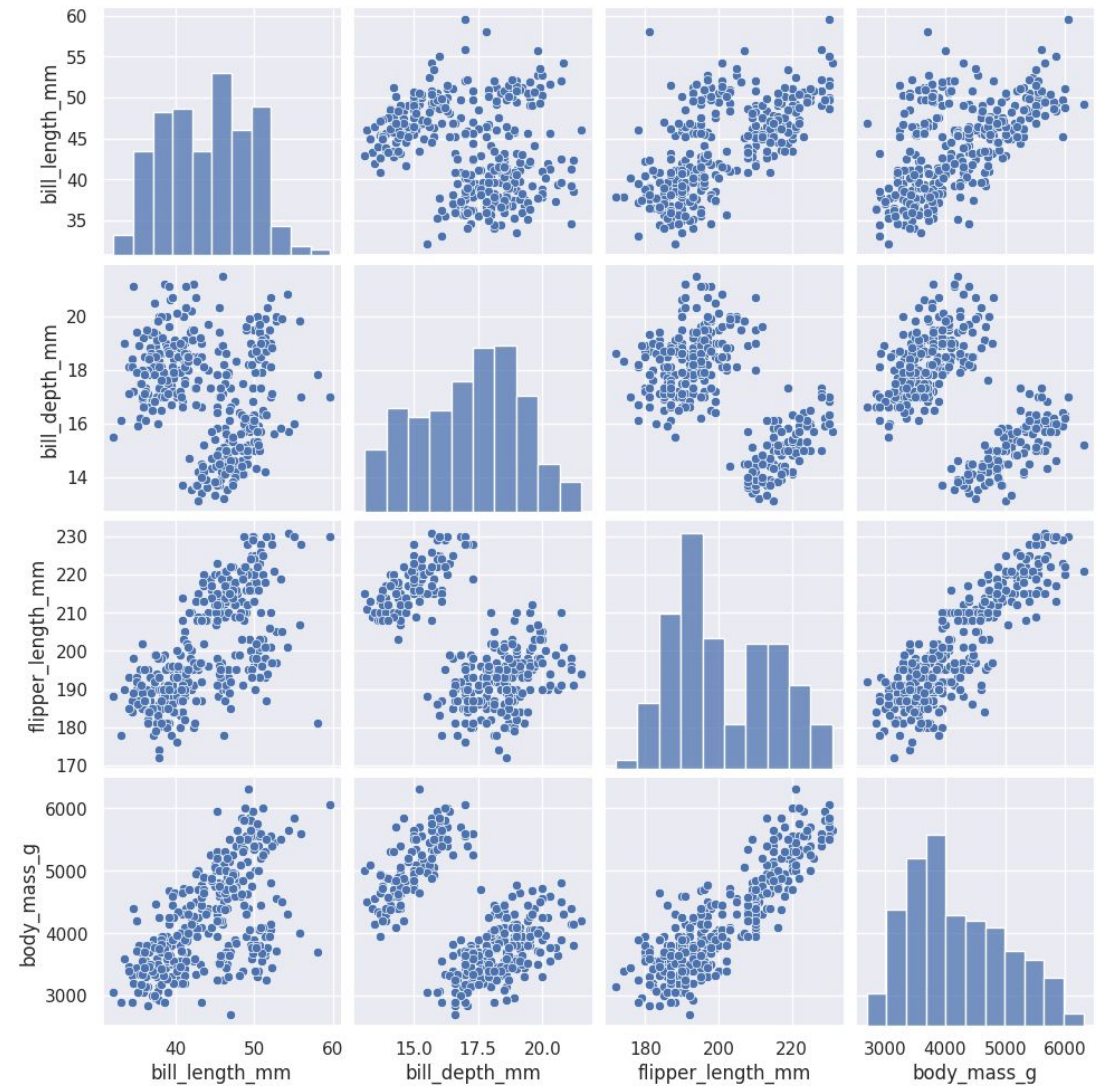 60
55
50
45
40
35
bill_length_mm
20
18
16
14
bill_depth_mm
230
220
210
200
190
180
170
flipper_length_mm
6000
5000
4000
3000
body_mass_g
40 50 60
bill_length_mm
15.0 17.5 20.0
bill_depth_mm
180 200 220
flipper_length_mm
3000 4000 5000 6000
body_mass_g